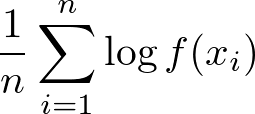 \frac{1}{n} \sum_{i=1}^{n} \log f(x_i)